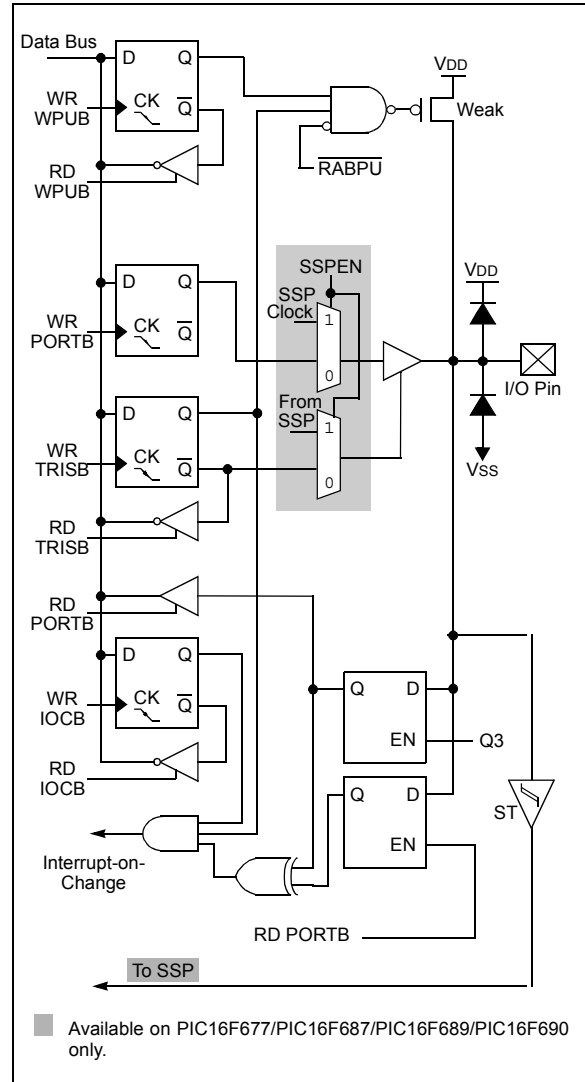 Data Bus
D Q
VDD
WR
WPUB
CK
Q̅
Weak
RD
WPUB
R̅A̅B̅P̅U̅
SSPEN
D Q
SSP
Clock
1
VDD
WR
PORTB
CK
Q̅
0
I/O Pin
From
SSP
D Q
1
WR
TRISB
CK
Q̅
VSS
0
RD
TRISB
RD
PORTB
D Q
Q D
WR
IOCB
CK
Q̅
EN
Q3
RD
IOCB
Q D
ST
EN
Interrupt-on-
Change
RD PORTB
To SSP
Available on PIC16F677/PIC16F687/PIC16F689/PIC16F690
only.